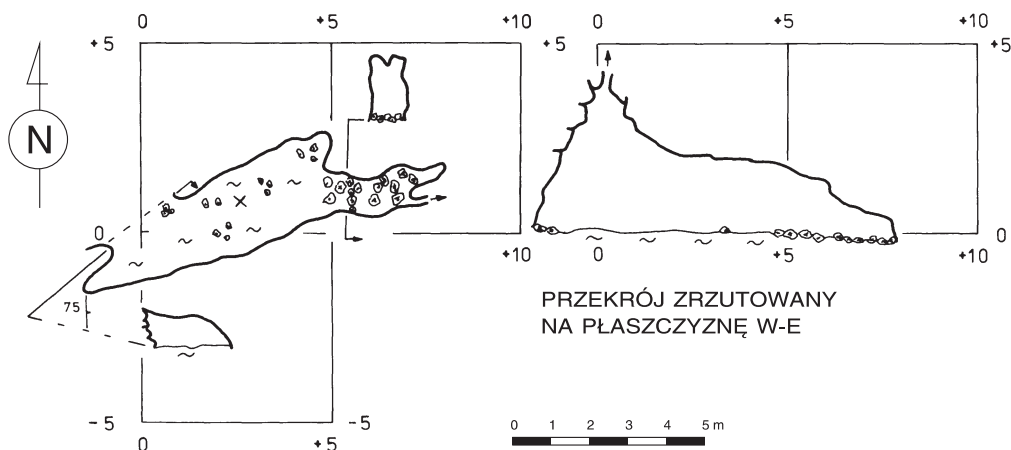 0 +5 +10 0 +5 +10
+5 +5 +5
N
0 0
+10 0 +5 +10
75
PRZEKRÓJ ZRZUTOWANY
NA PŁASZCZYZNĘ W-E
-5 -5
0 1 2 3 4 5 m
0 +5